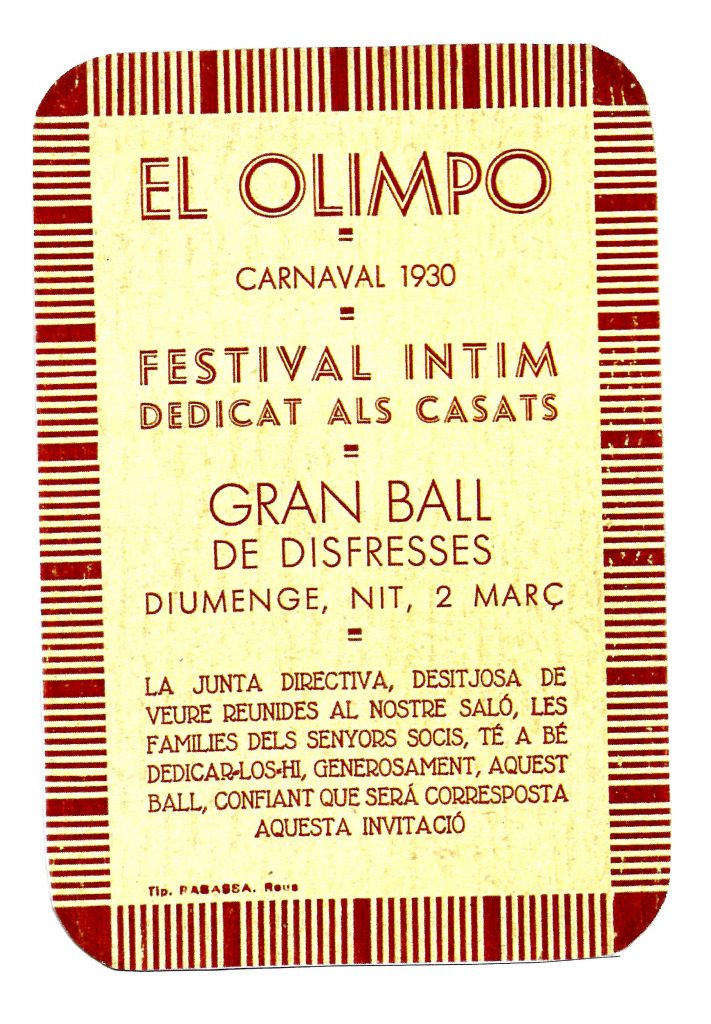 EL OLIMPO
CARNAVAL 1930
FESTIVAL INTIM
DEDICAT ALS CASATS
GRAN BALL
DE DISFRESSES
DIUMENGE, NIT, 2 MARÇ
LA JUNTA DIRECTIVA, DESITJOSA DE
VEURE REUNIDES AL NOSTRE SALÓ, LES
FAMILIES DELS SENYORS SOCIS, TÉ A BÉ
DEDICAR-LOS-HI, GENEROSAMENT, AQUEST
BALL, CONFIANT QUE SERÁ CORRESPOSTA
AQUESTA INVITACIÓ
Tip. RABASSA. Reus